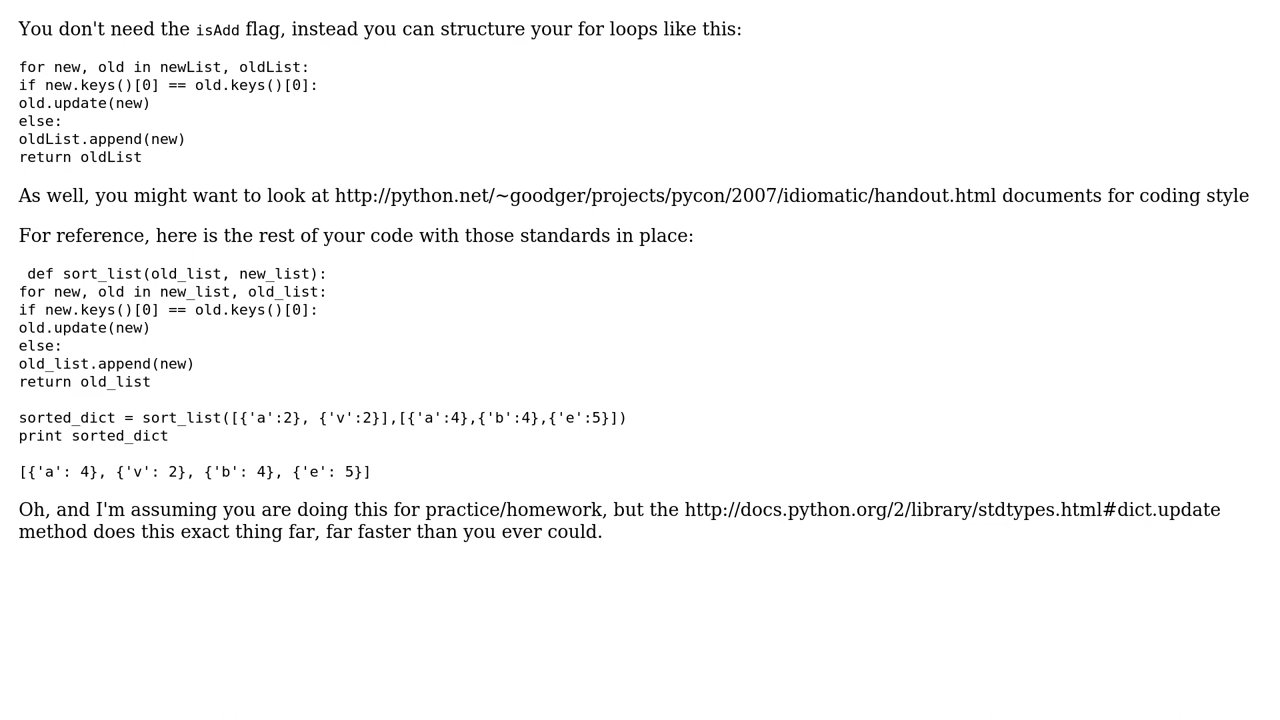 You don't need the isAdd flag, instead you can structure your for loops like this:
for new, old in newList, oldList:
if new.keys()[0] == old.keys()[0]:
old.update(new)
else:
oldList.append(new)
return oldList
As well, you might want to look at http://python.net/~goodger/projects/pycon/2007/idiomatic/handout.html documents for coding style
For reference, here is the rest of your code with those standards in place:
def sort_list(old_list, new_list):
for new, old in new_list, old_list:
if new.keys()[0] == old.keys()[0]:
old.update(new)
else:
old_list.append(new)
return old_list
sorted_dict = sort_list([{'a':2}, {'v':2}],[{'a':4},{'b':4},{'e':5}])
print sorted_dict
[{'a': 4}, {'v': 2}, {'b': 4}, {'e': 5}]
Oh, and I'm assuming you are doing this for practice/homework, but the http://docs.python.org/2/library/stdtypes.html#dict.update
method does this exact thing far, far faster than you ever could.